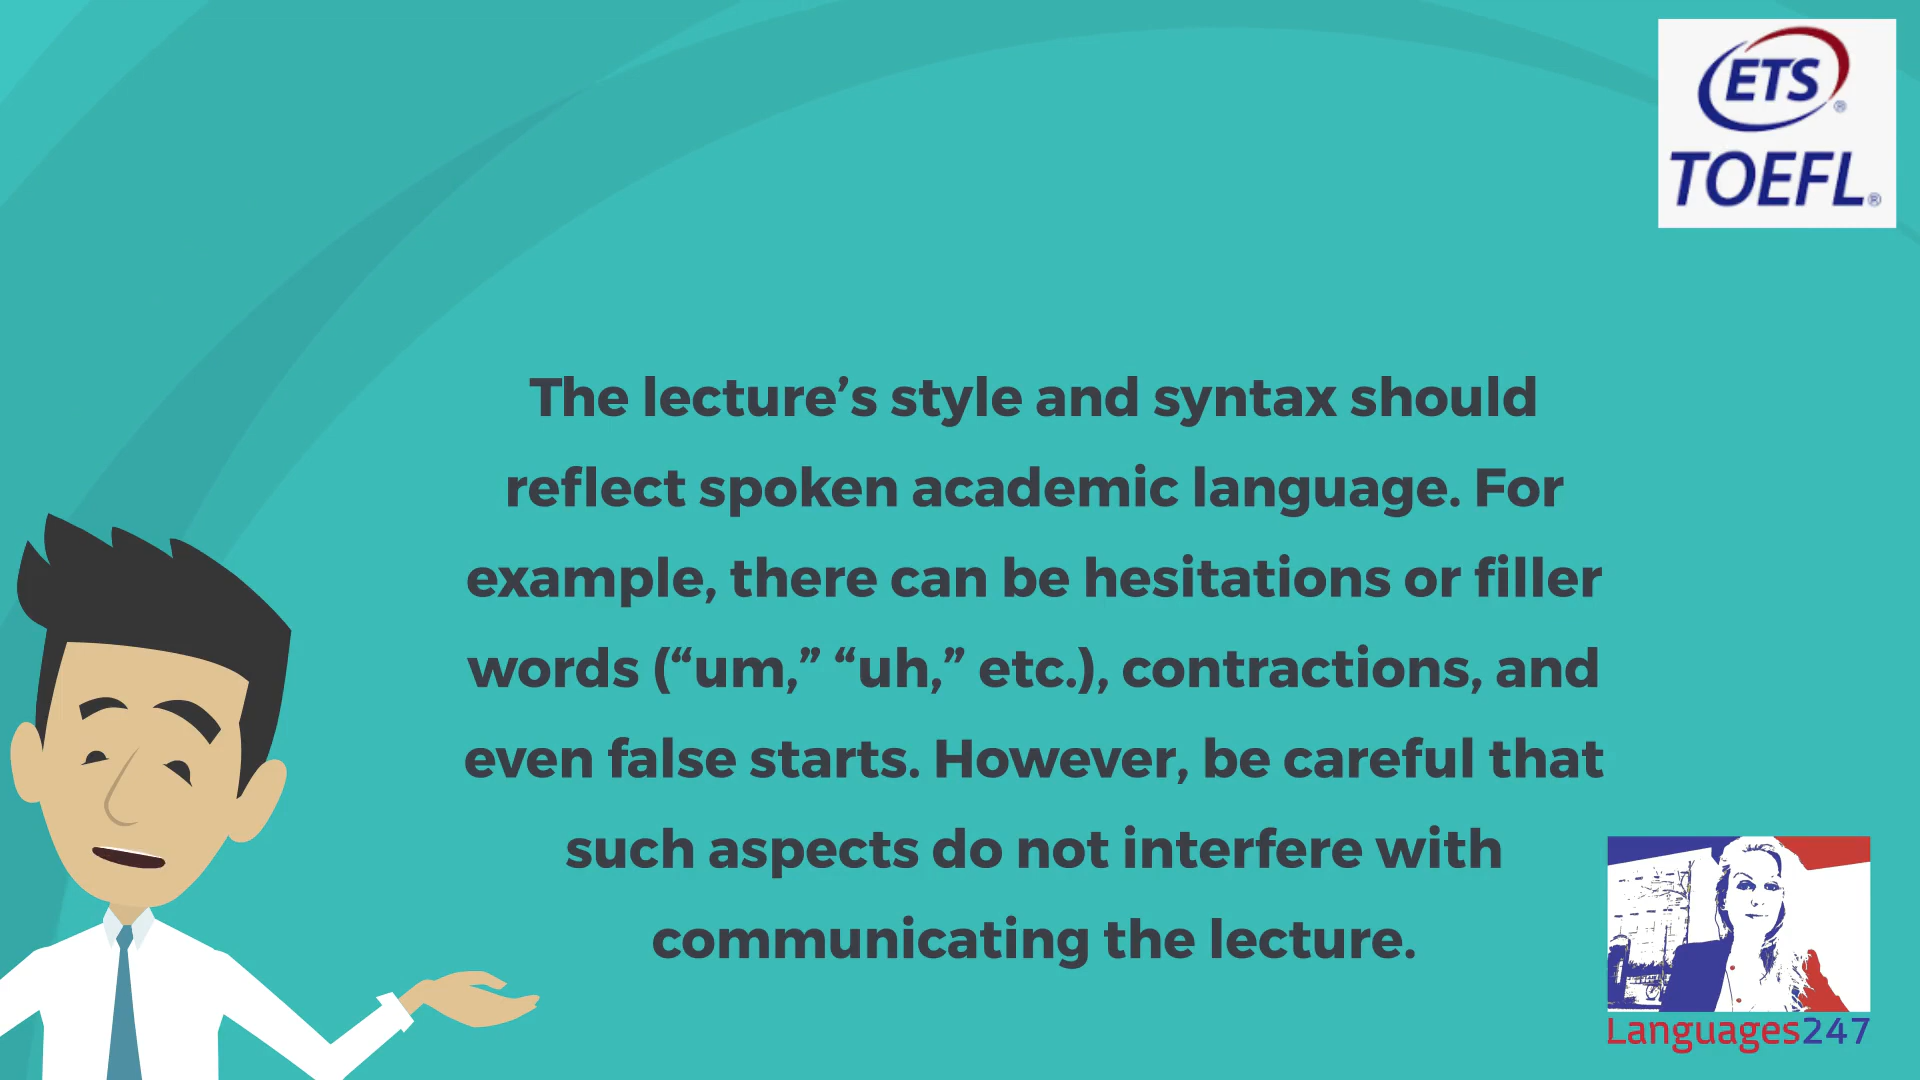 ETS®
TOEFL®
The lecture’s style and syntax should
reflect spoken academic language. For
example, there can be hesitations or filler
words (“um,” “uh,” etc.), contractions, and
even false starts. However, be careful that
such aspects do not interfere with
communicating the lecture.
Languages247